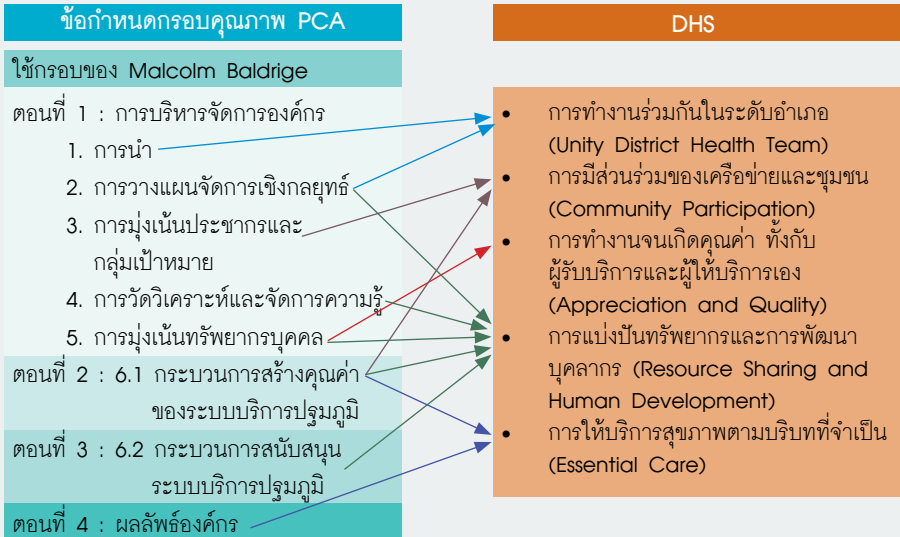 ข้อกำหนดกรอบคุณภาพ PCA
ใช้กรอบของ Malcolm Baldrige
ตอนที่ 1 : การบริหารจัดการองค์กร
1. การนำ
2. การวางแผนจัดการเชิงกลยุทธ์
3. การมุ่งเน้นประชากรและ
กลุ่มเป้าหมาย
4. การวัดวิเคราะห์และจัดการความรู้
5. การมุ่งเน้นทรัพยากรบุคคล
ตอนที่ 2 : 6.1 กระบวนการสร้างคุณค่า
ของระบบบริการปฐมภูมิ
ตอนที่ 3 : 6.2 กระบวนการสนับสนุน
ระบบบริการปฐมภูมิ
ตอนที่ 4 : ผลลัพธ์องค์กร
DHS
• การทำงานร่วมกันในระดับอำเภอ
(Unity District Health Team)
• การมีส่วนร่วมของเครือข่ายและชุมชน
(Community Participation)
• การทำงานจนเกิดคุณค่า ทั้งกับ
ผู้รับบริการและผู้ให้บริการเอง
(Appreciation and Quality)
• การแบ่งปันทรัพยากรและการพัฒนา
บุคลากร (Resource Sharing and
Human Development)
• การให้บริการสุขภาพตามบริบทที่จำเป็น
(Essential Care)